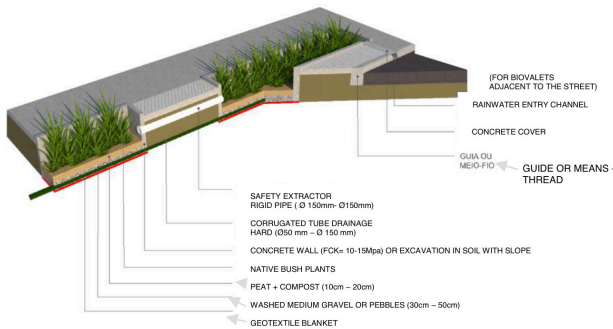 (FOR BIOVALETS
ADJACENT TO THE STREET)
RAINWATER ENTRY CHANNEL
CONCRETE COVER
GUIA OU
MEIO-FIO
GUIDE OR MEANS -
THREAD
SAFETY EXTRACTOR
RIGID PIPE ( Ø 150mm- Ø150mm)
CORRUGATED TUBE DRAINAGE
HARD (Ø50 mm – Ø 150 mm)
CONCRETE WALL (FCK= 10-15Mpa) OR EXCAVATION IN SOIL WITH SLOPE
NATIVE BUSH PLANTS
PEAT + COMPOST (10cm – 20cm)
WASHED MEDIUM GRAVEL OR PEBBLES (30cm – 50cm)
GEOTEXTILE BLANKET